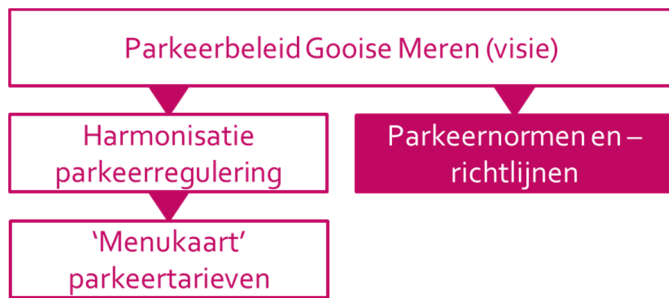 Parkeerbeleid Gooise Meren (visie)
Harmonisatie
parkeerregulering
Parkeernormen en –
richtlijnen
‘Menukaart’
parkeertarieven